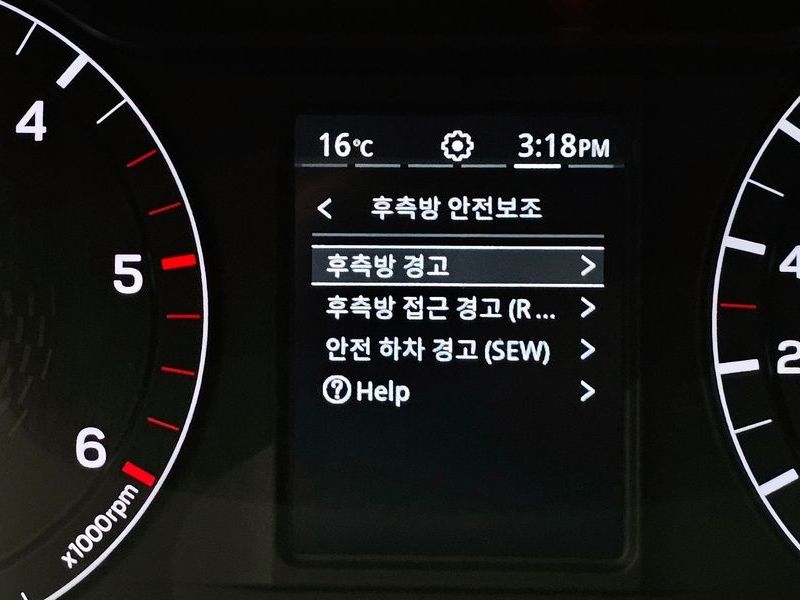 4
5
6
x1000rpm
16°C 3:18PM
< 후측방 안전보조
후측방 경고 >
후측방 접근 경고 (R ... >
안전 하차 경고 (SEW) >
? Help >
4
2